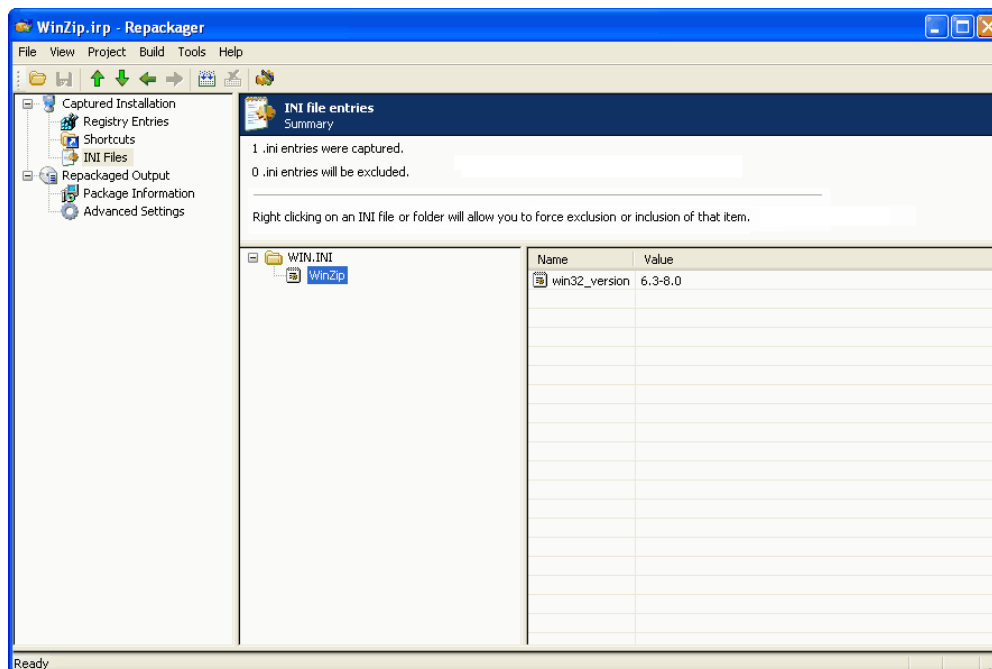 WinZip.irp - Repackager
File View Project Build Tools Help
Captured Installation
Registry Entries
Shortcuts
INI Files
Repackaged Output
Package Information
Advanced Settings
INI file entries
Summary
1 .ini entries were captured.
0 .ini entries will be excluded.
Right clicking on an INI file or folder will allow you to force exclusion or inclusion of that item.
WIN.INI
WinZip
Name Value
win32_version 6.3-8.0
Ready